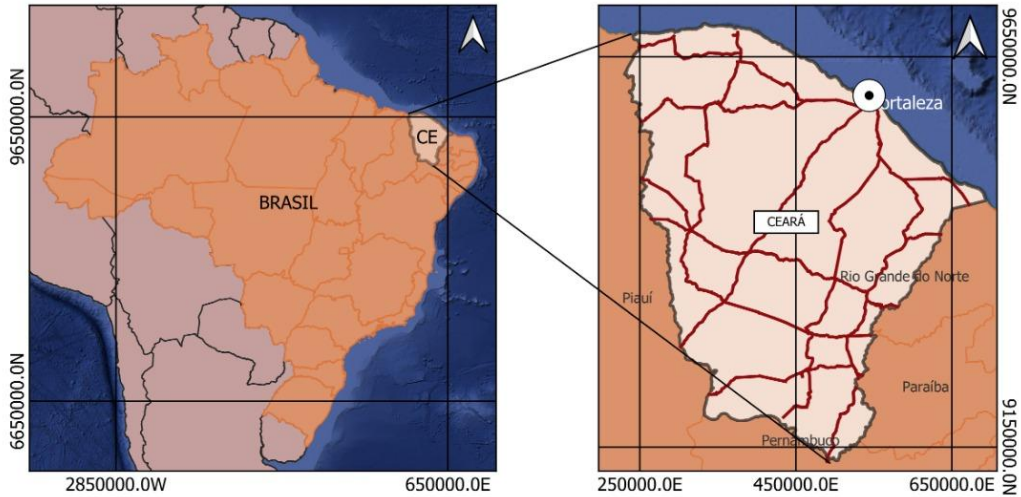 9650000.0N
6650000.0N
2850000.0W
650000.0E
BRASIL
CE
9650000.0N
9150000.0N
250000.0E
450000.0E
650000.0E
ortaleza
CEARÁ
Rio Grande do Norte
Piauí
Paraíba
Pernambuco